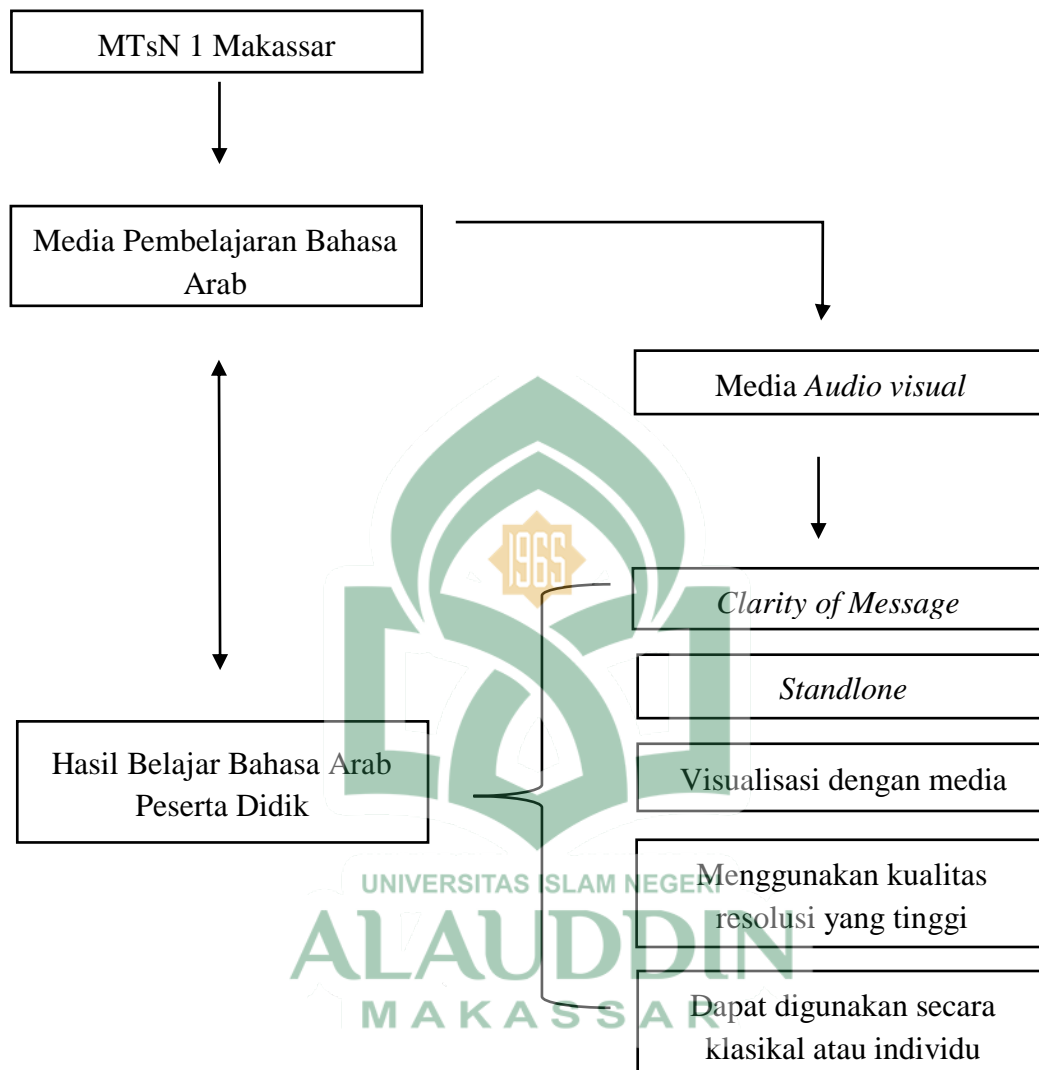 MTsN 1 Makassar
Media Pembelajaran Bahasa
Arab
Media Audio visual
1965
Clarity of Message
Standlone
Hasil Belajar Bahasa Arab
Peserta Didik
Visualisasi dengan media
Menggunakan kualitas
resolusi yang tinggi
Dapat digunakan secara
klasikal atau individu
UNIVERSITAS ISLAM NEGERI
ALAUDDIN
MAKASSAR